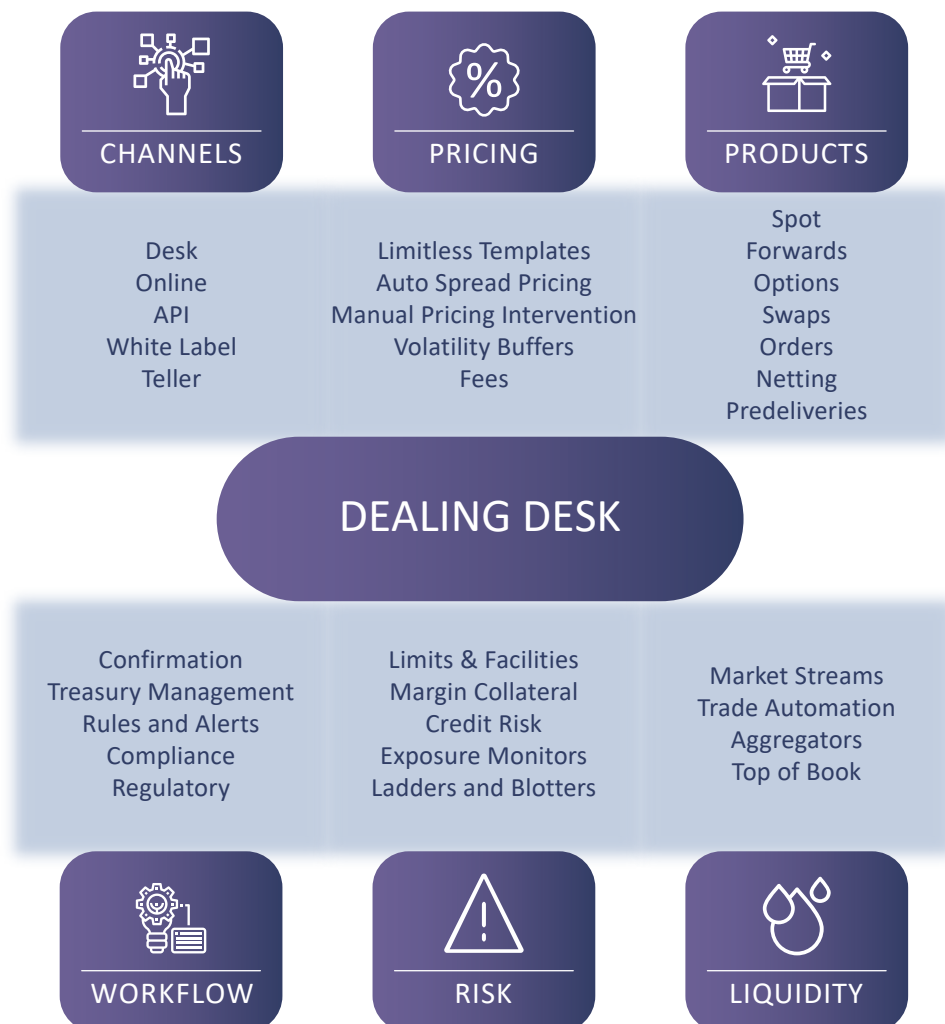 CHANNELS
PRICING
PRODUCTS
Desk
Online
API
White Label
Teller
Limitless Templates
Auto Spread Pricing
Manual Pricing Intervention
Volatility Buffers
Fees
Spot
Forwards
Options
Swaps
Orders
Netting
Predeliveries
DEALING DESK
Confirmation
Treasury Management
Rules and Alerts
Compliance
Regulatory
Limits & Facilities
Margin Collateral
Credit Risk
Exposure Monitors
Ladders and Blotters
Market Streams
Trade Automation
Aggregators
Top of Book
WORKFLOW
RISK
LIQUIDITY